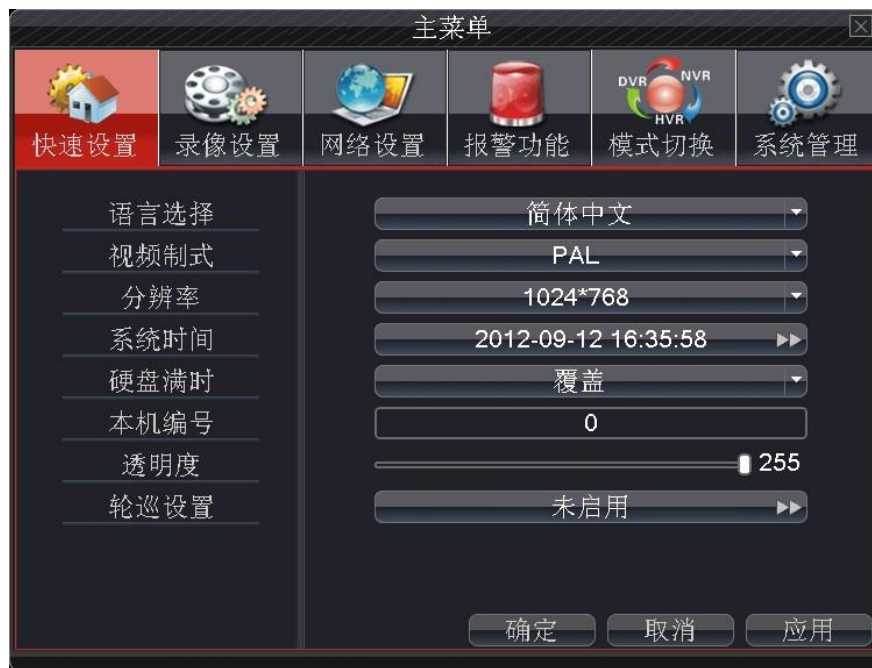 主菜单
DVR NVR
HVR
快速设置 录像设置 网络设置 报警功能 模式切换 系统管理
语言选择 简体中文
视频制式 PAL
分辨率 1024*768
系统时间 2012-09-12 16:35:58
硬盘满时 覆盖
本机编号 0
透明度 255
轮巡设置 未启用
确定 取消 应用